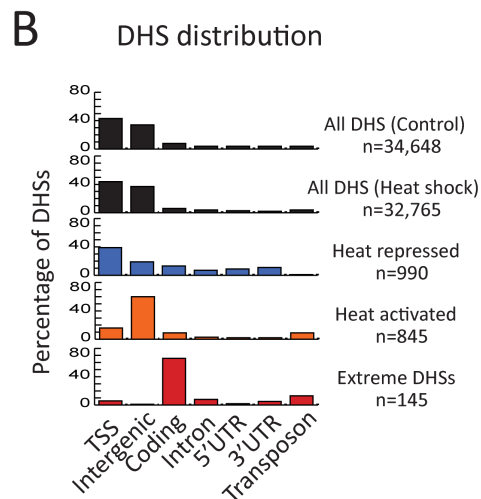 B
DHS distribution
Percentage of DHSs
80
40
0
All DHS (Control)
n=34,648
80
40
0
All DHS (Heat shock)
n=32,765
80
40
0
Heat repressed
n=990
80
40
0
Heat activated
n=845
80
40
0
Extreme DHSs
n=145
TSS
Intergenic
Coding
Intron
5'UTR
3'UTR
Transposon